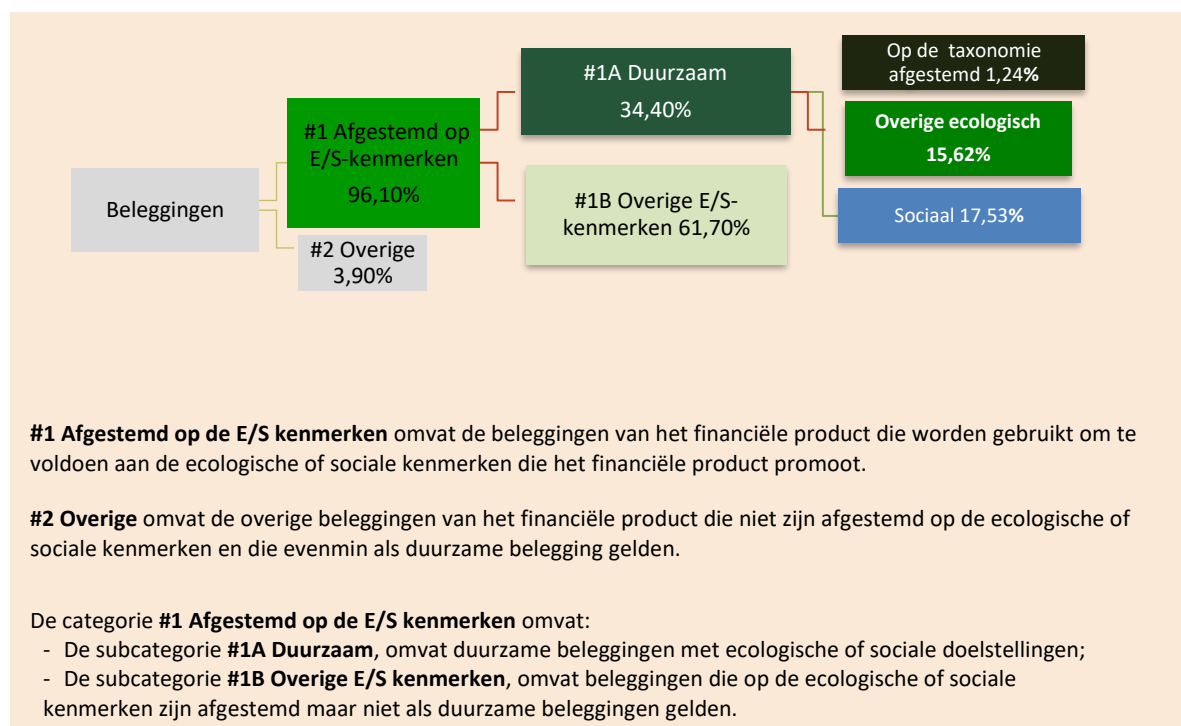 Beleggingen
#1 Afgestemd op
E/S-kenmerken
96,10%
#2 Overige
3,90%
#1A Duurzaam
34,40%
#1B Overige E/S-
kenmerken 61,70%
Op de taxonomie
afgestemd 1,24%
Overige ecologisch
15,62%
Sociaal 17,53%
#1 Afgestemd op de E/S kenmerken omvat de beleggingen van het financiële product die worden gebruikt om te
voldoen aan de ecologische of sociale kenmerken die het financiële product promoot.
#2 Overige omvat de overige beleggingen van het financiële product die niet zijn afgestemd op de ecologische of
sociale kenmerken en die evenmin als duurzame belegging gelden.
De categorie #1 Afgestemd op de E/S kenmerken omvat:
- De subcategorie #1A Duurzaam, omvat duurzame beleggingen met ecologische of sociale doelstellingen;
- De subcategorie #1B Overige E/S kenmerken, omvat beleggingen die op de ecologische of sociale
kenmerken zijn afgestemd maar niet als duurzame beleggingen gelden.